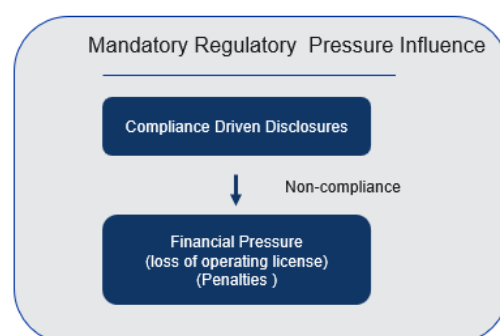 Mandatory Regulatory  Pressure Influence
Compliance Driven Disclosures
Non-compliance
Financial Pressure
(loss of operating license)
(Penalties )